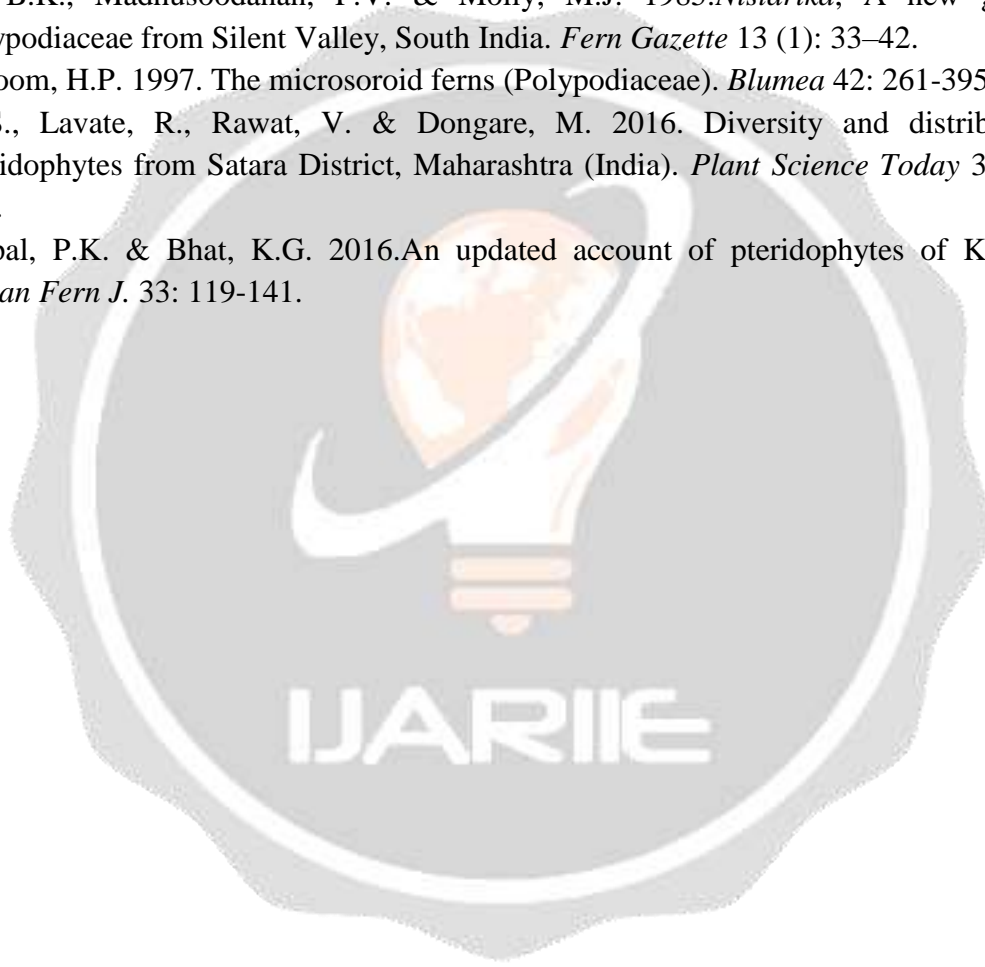 B.K., Madhusoodanan, P.V. & Molly, M.J. 1985.Nistarika, A new
ypodiaceae from Silent Valley, South India. Fern Gazette 13 (1): 33–42.
oom, H.P. 1997. The microsoroid ferns (Polypodiaceae). Blumea 42: 261-395
S., Lavate, R., Rawat, V. & Dongare, M. 2016. Diversity and distrib
idophytes from Satara District, Maharashtra (India). Plant Science Today 3
pal, P.K. & Bhat, K.G. 2016.An updated account of pteridophytes of K
an Fern J. 33: 119-141.
IJARIIE